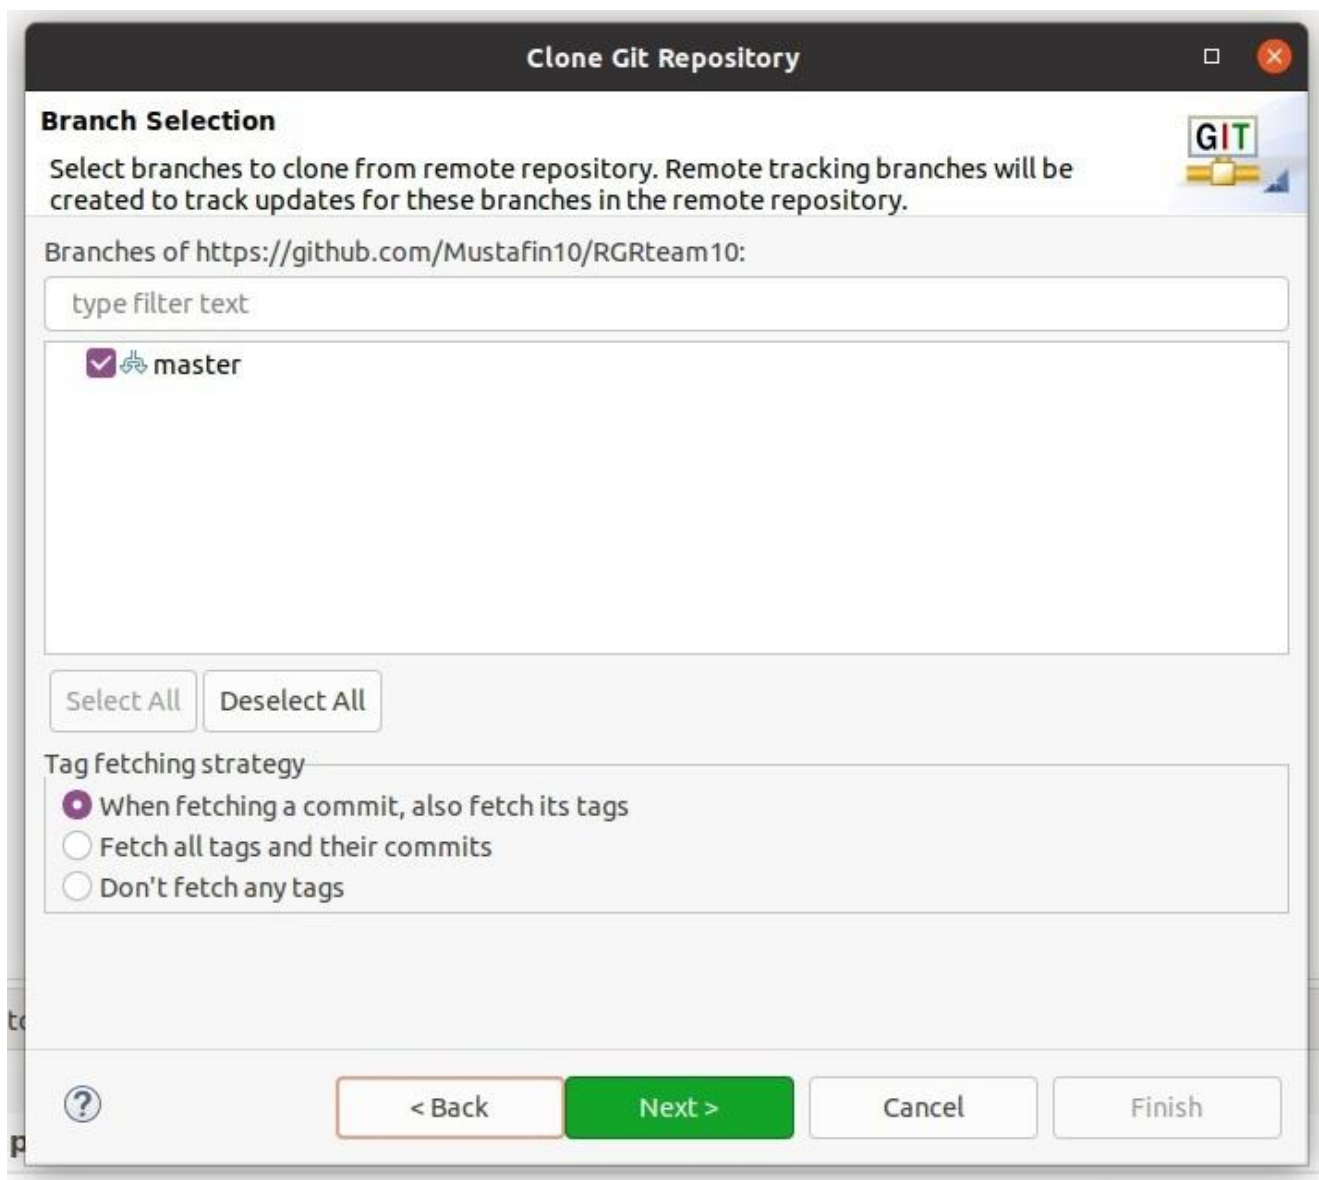 Clone Git Repository
Branch Selection
GIT
Select branches to clone from remote repository. Remote tracking branches will be
created to track updates for these branches in the remote repository.
Branches of https://github.com/Mustafin10/RGRteam10:
type filter text
master
Select All Deselect All
Tag fetching strategy
When fetching a commit, also fetch its tags
Fetch all tags and their commits
Don't fetch any tags
? < Back Next > Cancel Finish